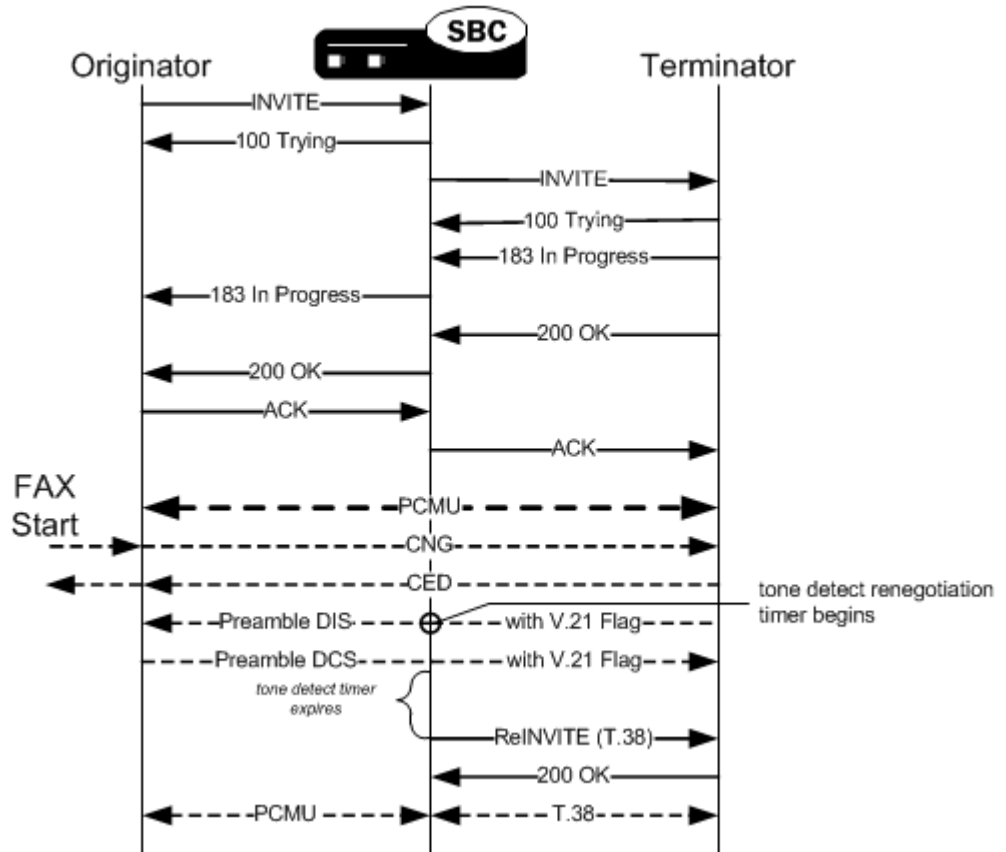 SBC
Originator
Terminator
INVITE
100 Trying
INVITE
100 Trying
183 In Progress
183 In Progress
200 OK
200 OK
ACK
ACK
FAX
Start
PCMU
CNG
CED
tone detect renegotiation
timer begins
Preamble DIS
with V.21 Flag
Preamble DCS
with V.21 Flag
tone detect timer
expires
ReINVITE (T.38)
200 OK
PCMU
T.38